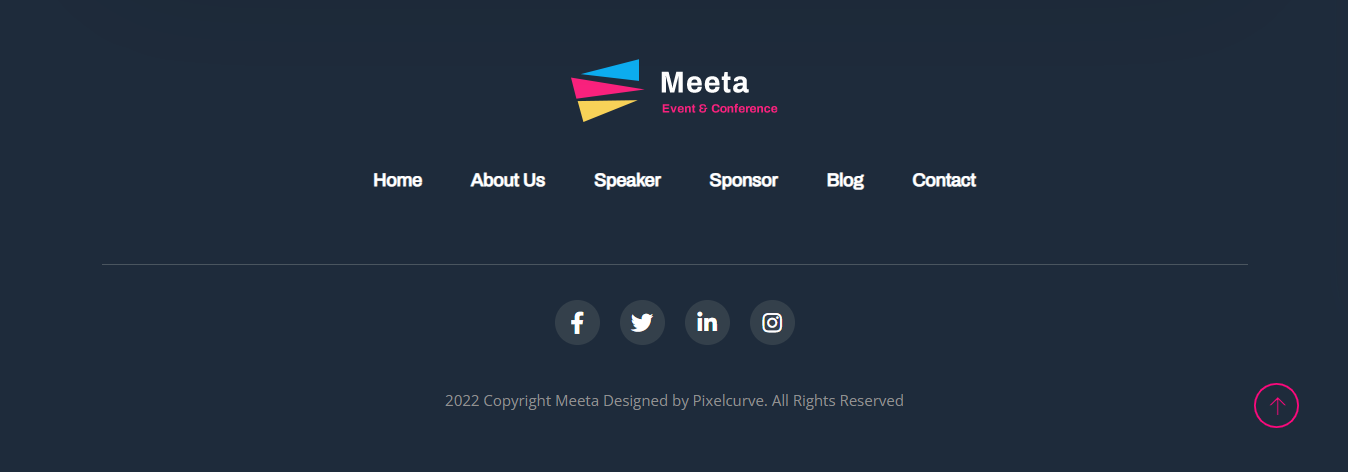 Meeta
Event & Conference
Home About Us Speaker Sponsor Blog Contact
2022 Copyright Meeta Designed by Pixelcurve. All Rights Reserved